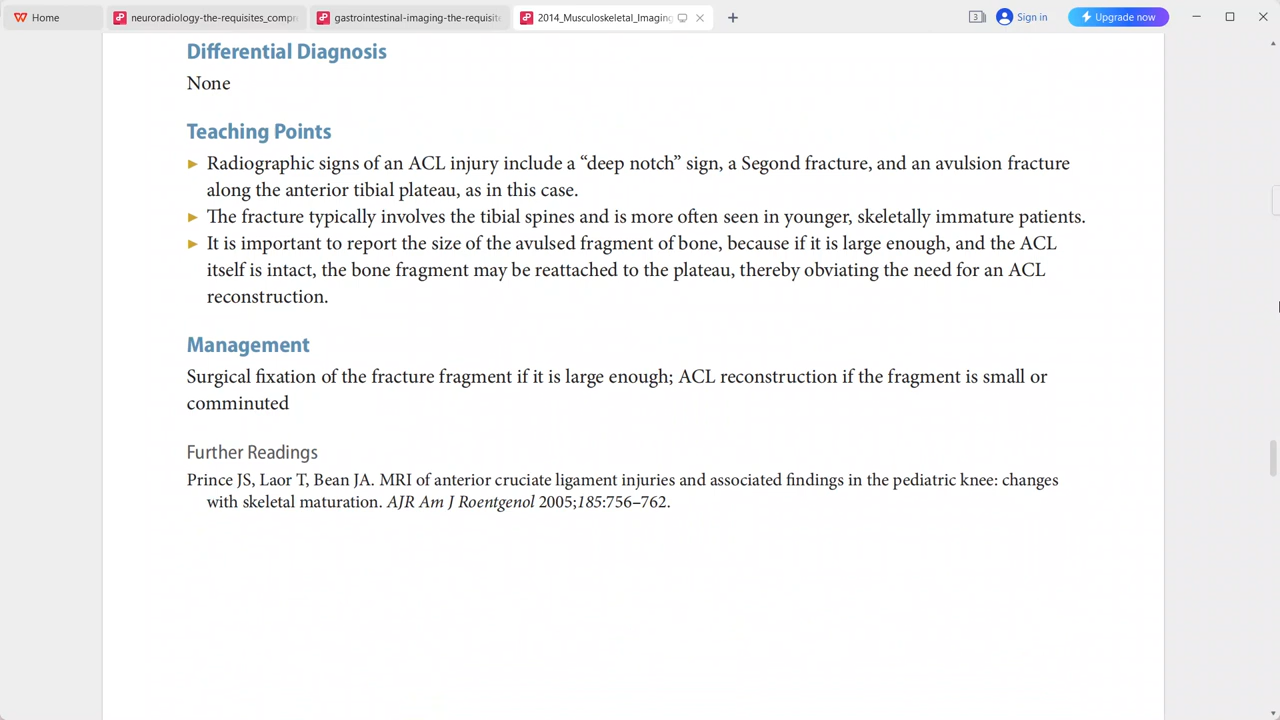 Home
neuroradiology-the-requisites_compr
gastrointestinal-imaging-the-requisite
2014_Musculoskeletal_Imaging
3
Sign in
Upgrade now
Differential Diagnosis
None
Teaching Points
► Radiographic signs of an ACL injury include a “deep notch” sign, a Segond fracture, and an avulsion fracture
along the anterior tibial plateau, as in this case.
► The fracture typically involves the tibial spines and is more often seen in younger, skeletally immature patients.
► It is important to report the size of the avulsed fragment of bone, because if it is large enough, and the ACL
itself is intact, the bone fragment may be reattached to the plateau, thereby obviating the need for an ACL
reconstruction.
Management
Surgical fixation of the fracture fragment if it is large enough; ACL reconstruction if the fragment is small or
comminuted
Further Readings
Prince JS, Laor T, Bean JA. MRI of anterior cruciate ligament injuries and associated findings in the pediatric knee: changes
with skeletal maturation. AJR Am J Roentgenol 2005;185:756–762.